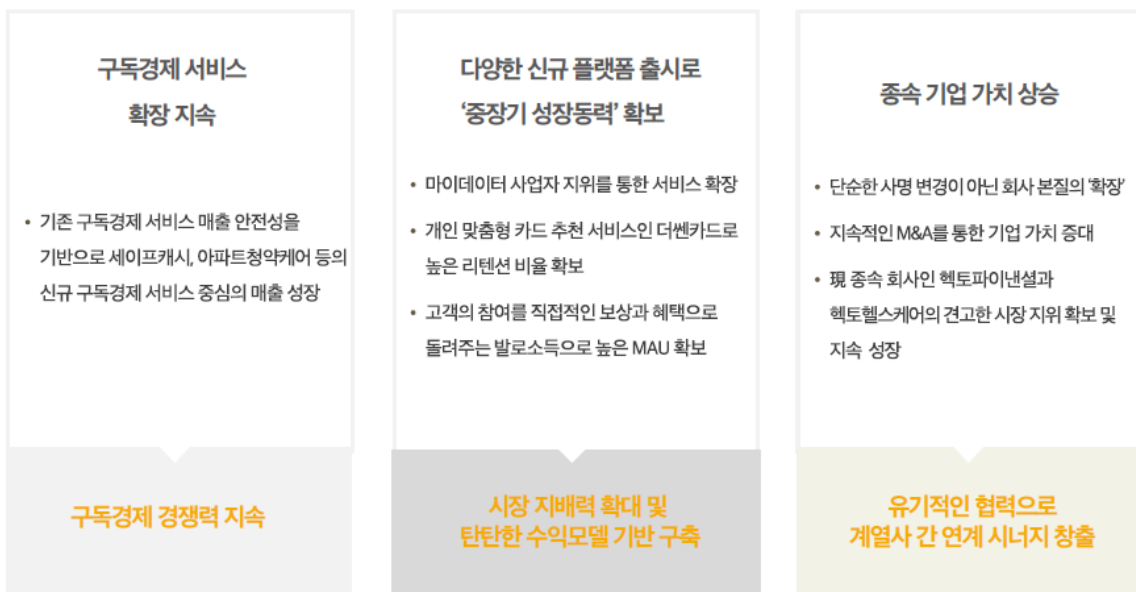 구독경제 서비스
확장 지속
• 기존 구독경제 서비스 매출 안전성을
기반으로 세이프캐시, 아파트청약케어 등의
신규 구독경제 서비스 중심의 매출 성장
구독경제 경쟁력 지속
다양한 신규 플랫폼 출시로
‘중장기 성장동력’ 확보
• 마이데이터 사업자 지위를 통한 서비스 확장
• 개인 맞춤형 카드 추천 서비스인 더쎈카드로
높은 리텐션 비율 확보
• 고객의 참여를 직접적인 보상과 혜택으로
돌려주는 발로소득으로 높은 MAU 확보
시장 지배력 확대 및
탄탄한 수익모델 기반 구축
종속 기업 가치 상승
• 단순한 사명 변경이 아닌 회사 본질의 ‘확장’
• 지속적인 M&A를 통한 기업 가치 증대
• 現 종속 회사인 헥토파이낸셜과
헥토헬스케어의 견고한 시장 지위 확보 및
지속 성장
유기적인 협력으로
계열사 간 연계 시너지 창출